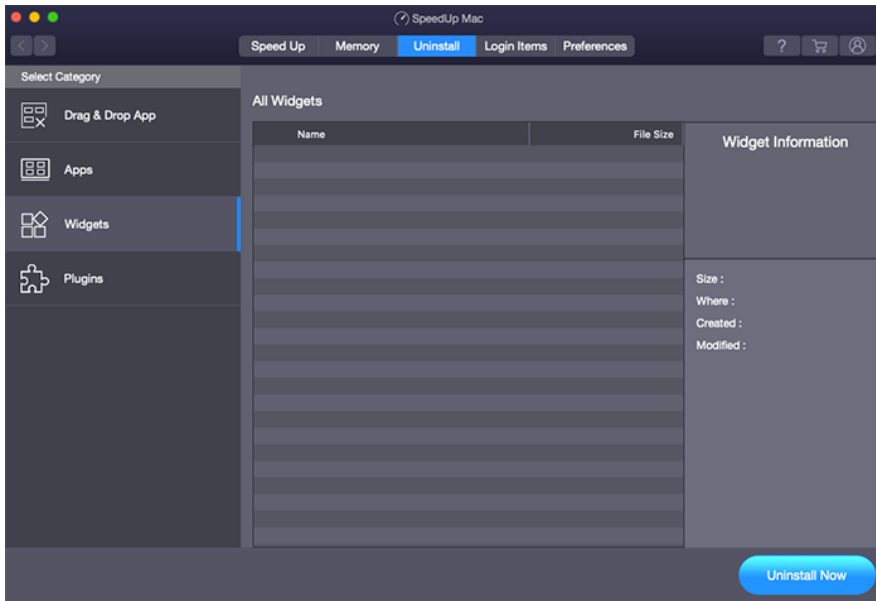 SpeedUp Mac
Speed Up Memory Uninstall Login Items Preferences ?
Select Category
Drag & Drop App
Apps
Widgets
Plugins
All Widgets
Name File Size
Widget Information
Size :
Where :
Created :
Modified :
Uninstall Now